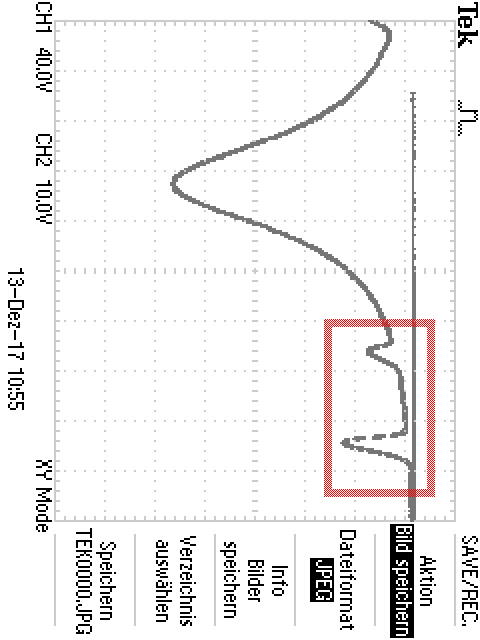 Tek
SAVE/REC.
Aktion
Bild speichern
Dateiformat
JPEG
Info
Bilder
speichern
Verzeichnis
auswählen
Speichern
TEK0000.JPG
CH1 40.0V CH2 10.0V XY Mode
13-Dez-17 10:55